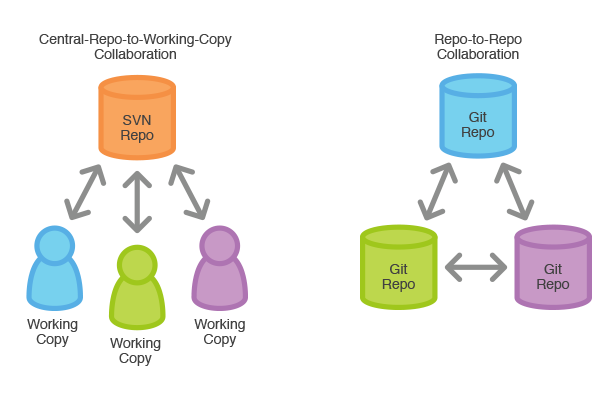 Central-Repo-to-Working-Copy
Collaboration
SVN
Repo
Working
Copy
Working
Copy
Working
Copy
Repo-to-Repo
Collaboration
Git
Repo
Git
Repo
Git
Repo